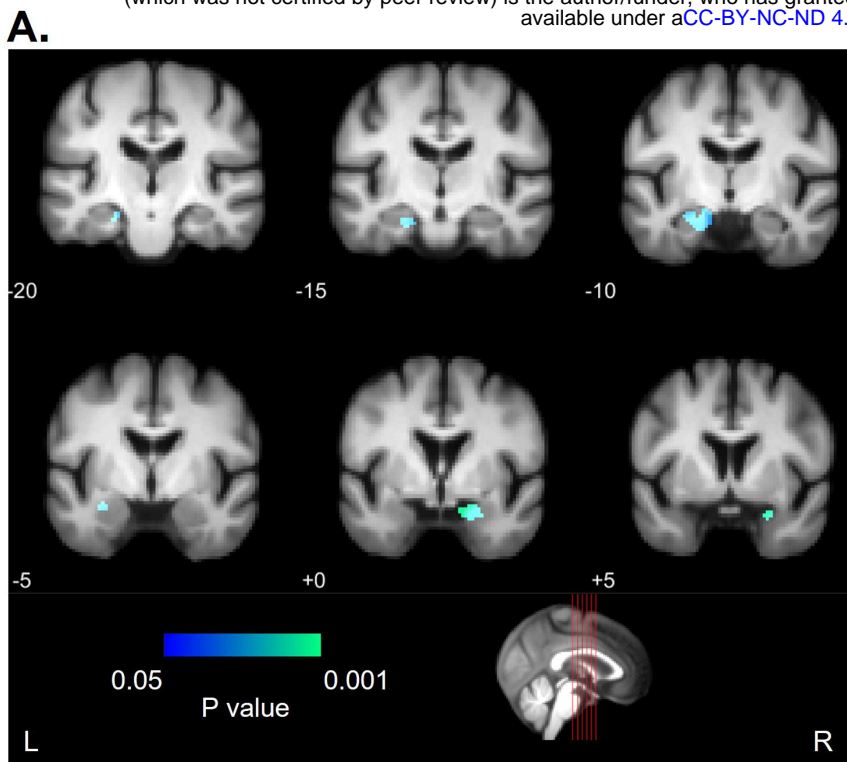 (which was not certified by peer review) is the author/funder, who has granted
available under aCC-BY-NC-ND 4.
A.
-20 -15 -10
-5 +0 +5
0.05 0.001
P value
L R